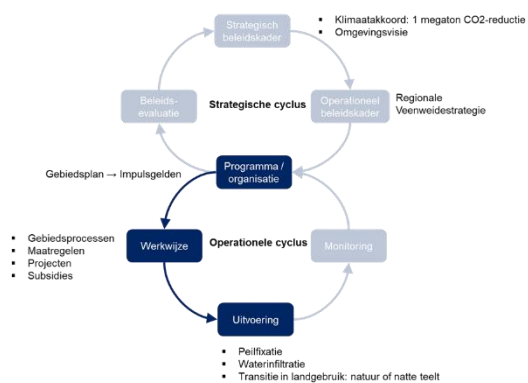 Strategisch
beleidskader
▪ Klimaatakkoord: 1 megaton CO2-reductie
▪ Omgevingsvisie
Beleids-
evaluatie
Strategische cyclus
Operationeel
beleidskader
Regionale
Veenweidestrategie
Programma /
organisatie
Gebiedsplan → Impulsgelden
▪ Gebiedsprocessen
▪ Maatregelen
▪ Projecten
▪ Subsidies
Werkwijze
Operationele cyclus
Monitoring
Uitvoering
▪ Peilfixatie
▪ Waterinfiltratie
▪ Transitie in landgebruik: natuur of natte teelt